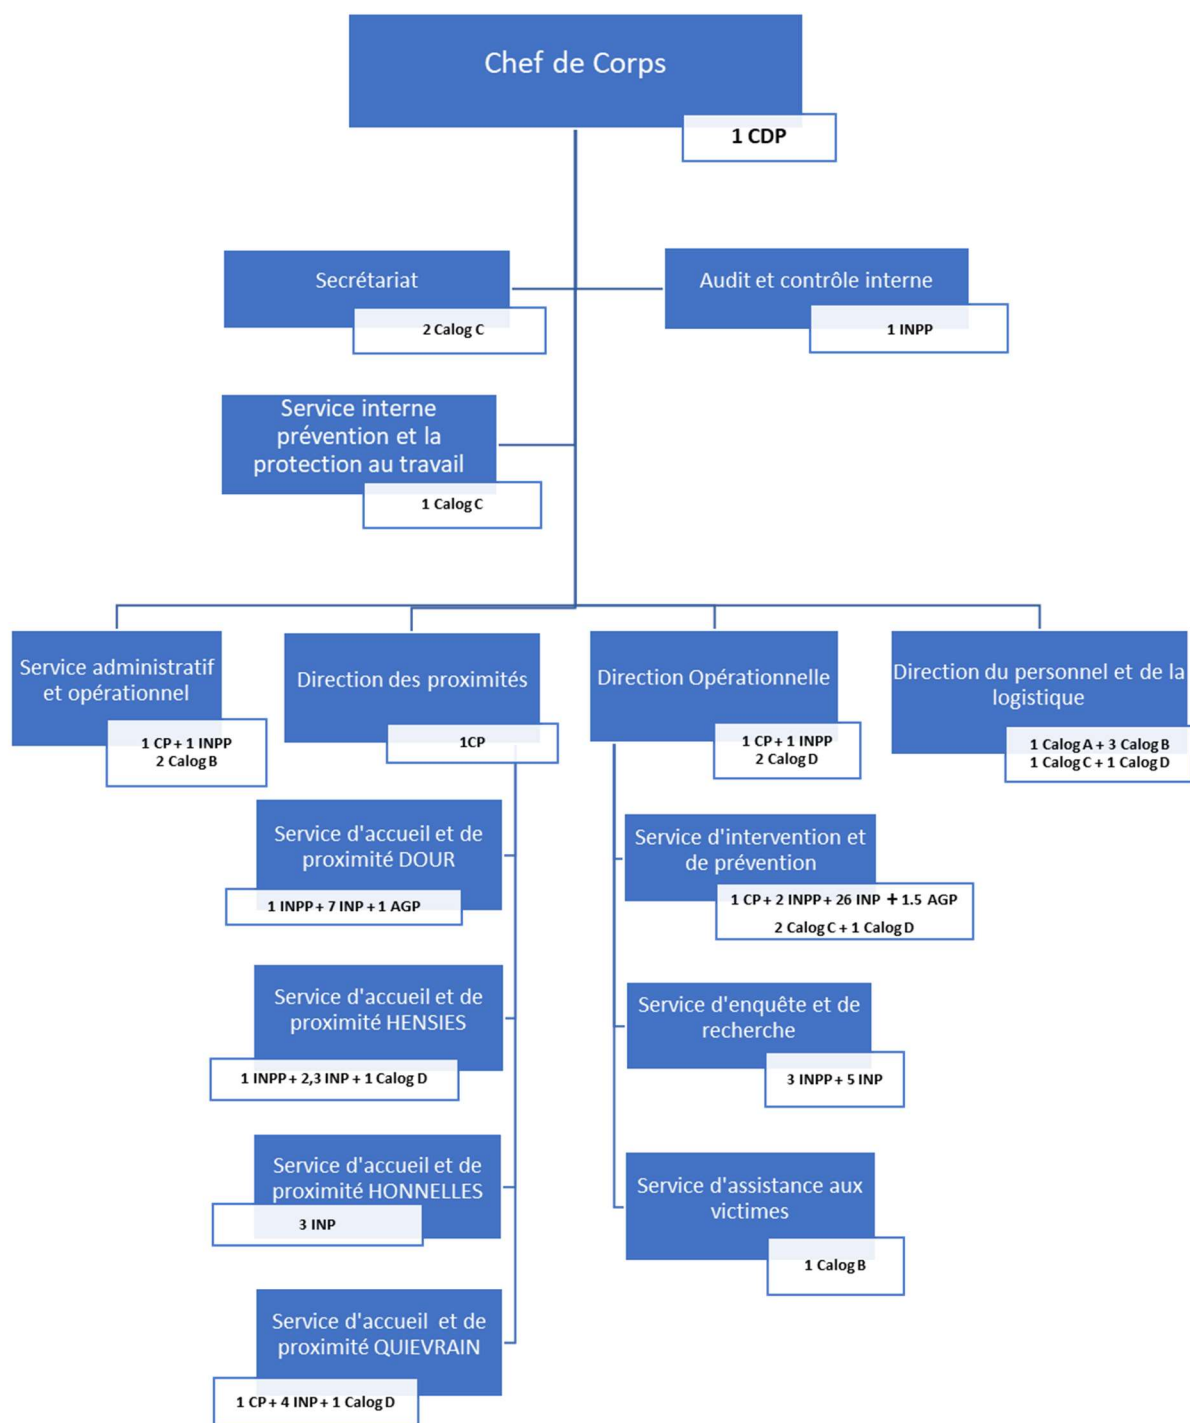 Chef de Corps
1 CDP
Secrétariat
2 Calog C
Audit et contrôle interne
1 INPP
Service interne
prévention et la
protection au travail
1 Calog C
Service administratif
et opérationnel
1 CP + 1 INPP
2 Calog B
Direction des proximités
1CP
Direction Opérationnelle
1 CP + 1 INPP
2 Calog D
Direction du personnel et de la
logistique
1 Calog A + 3 Calog B
1 Calog C + 1 Calog D
Service d'accueil et de
proximité DOUR
1 INPP + 7 INP + 1 AGP
Service d'accueil et de
proximité HENSIES
1 INPP + 2,3 INP + 1 Calog D
Service d'accueil et de
proximité HONNELLES
3 INP
Service d'accueil et de
proximité QUIEVRAIN
1 CP + 4 INP + 1 Calog D
Service d'intervention et
de prévention
1 CP + 2 INPP + 26 INP + 1.5 AGP
2 Calog C + 1 Calog D
Service d'enquête et de
recherche
3 INPP + 5 INP
Service d'assistance aux
victimes
1 Calog B